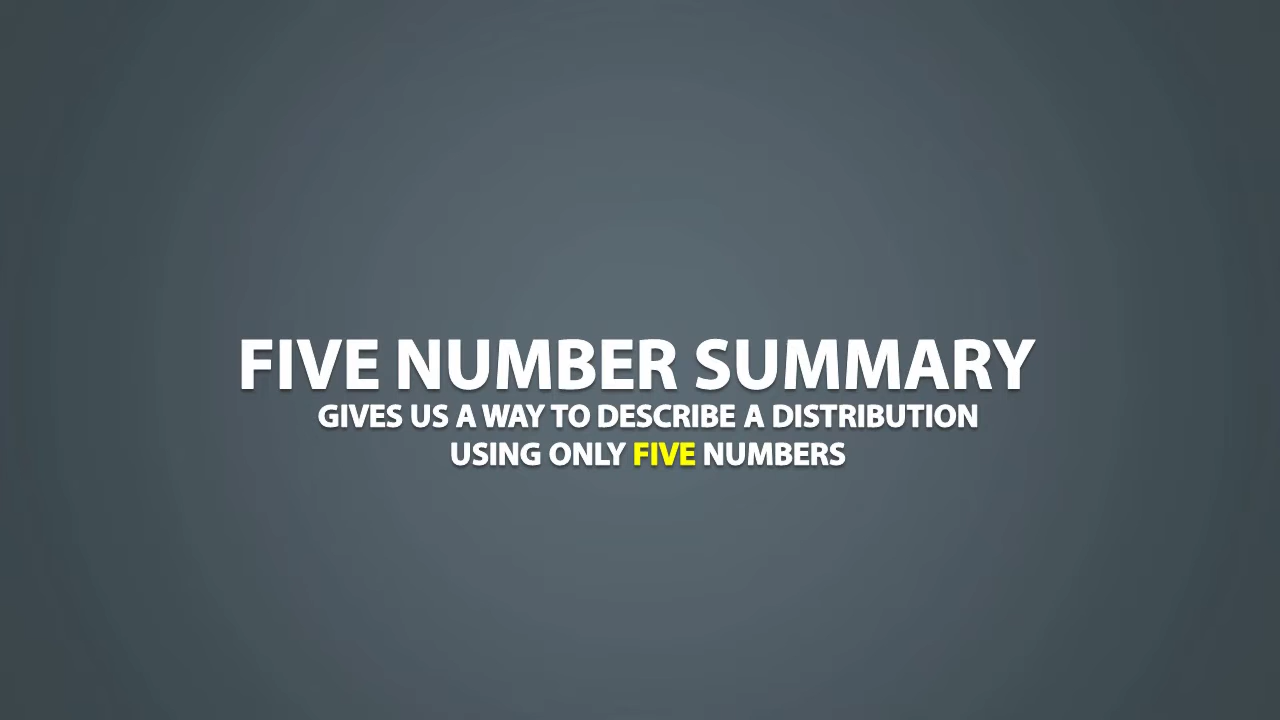 FIVE NUMBER SUMMARY
GIVES US A WAY TO DESCRIBE A DISTRIBUTION
USING ONLY FIVE NUMBERS